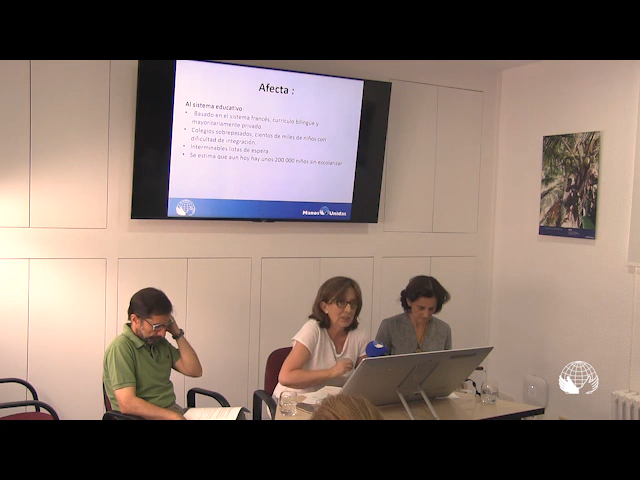 Afecta :
Al sistema educativo
• Basado en el sistema francés, currículo bilingüe y
mayoritariamente privado.
• Colegios sobrepesados, cientos de miles de niños con
dificultad de integración.
• Interminables listas de espera
• Se estima que aun hoy hay unos 200.000 niños sin escolarizar
Manos Unidas